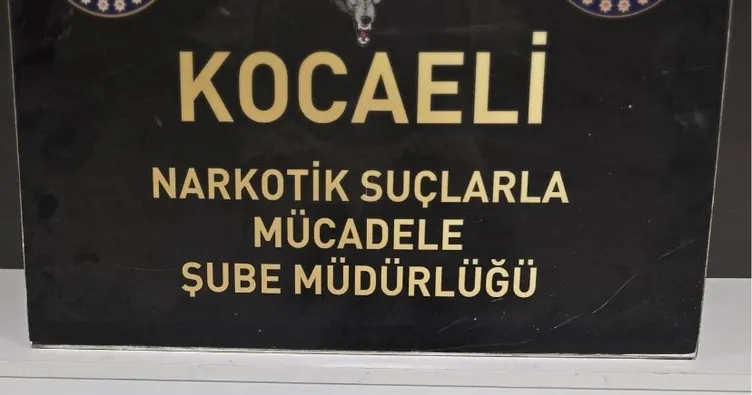 KOCAELİ
NARKOTİK SUÇLARLA
MÜCADELE
ŞUBE MÜDÜRLÜĞÜ